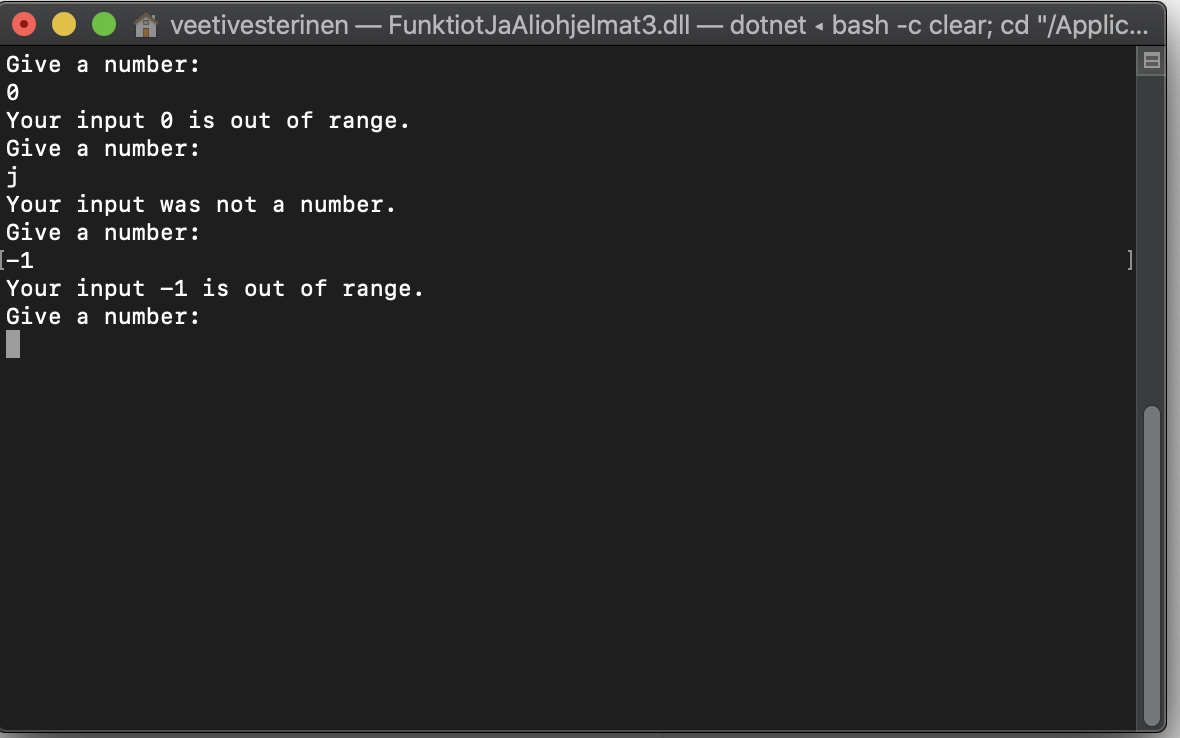 veetivesterinen — FunktiotJaAliohjelmat3.dll — dotnet ◂ bash -c clear; cd "/Applic...
Give a number:
0
Your input 0 is out of range.
Give a number:
j
Your input was not a number.
Give a number:
[-1 ]
Your input -1 is out of range.
Give a number: